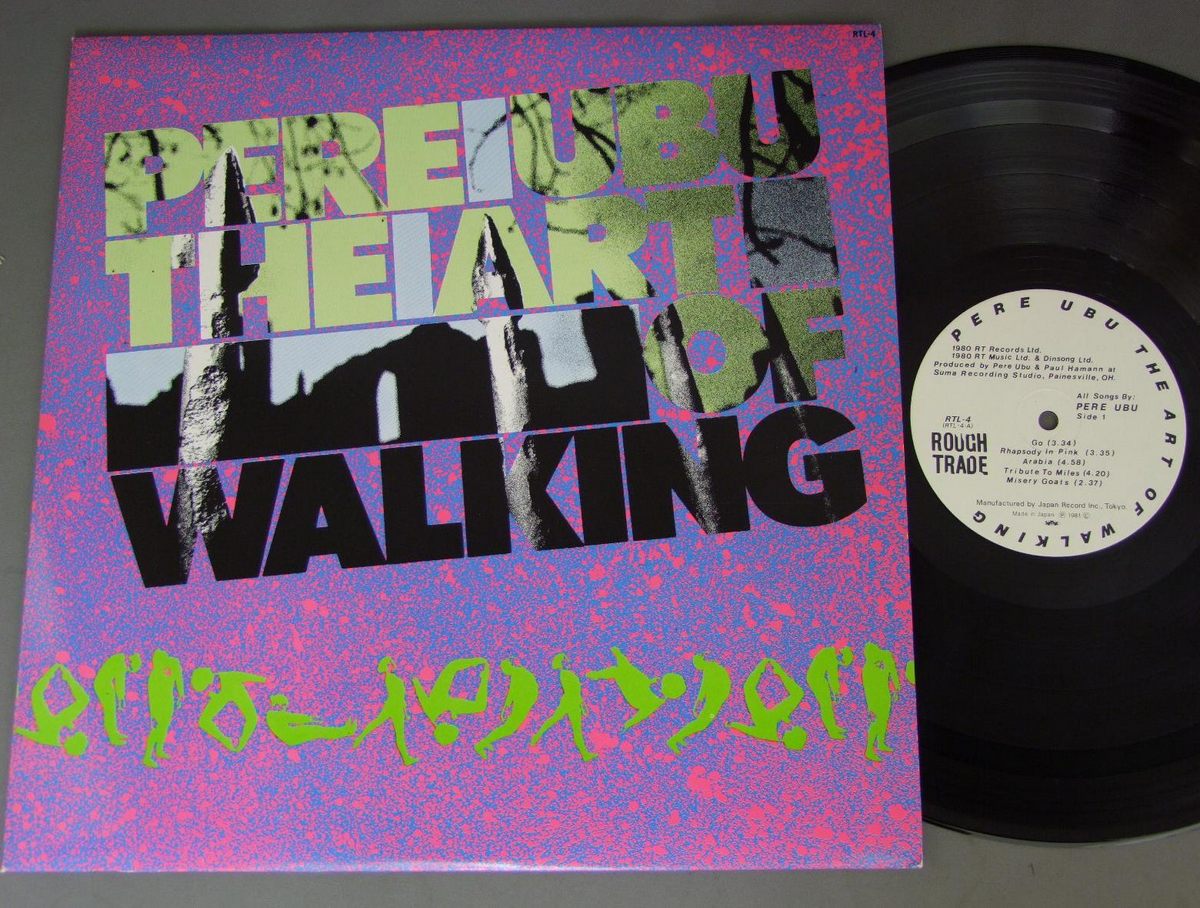 RTL-4
PERE UBU
THE ART
OF
WALKING
PERE UBU THE ART OF WALKING
1980 RT Records Ltd.
1980 RT Music Ltd. & Dinsong Ltd.
Produced by Pere Ubu & Paul Hamann at
Suma Recording Studio, Painesville, OH.
All Songs By:
PERE UBU
Side 1
RTL-4
(RTL-4-A)
ROUGH
TRADE
Go (3.34)
Rhapsody in Pink (3.35)
Arabia (4.58)
Tribute To Miles (4.20)
Misery Goats (2.37)
Manufactured by Japan Record Inc., Tokyo.
Made in Japan ℗ 1981 ©